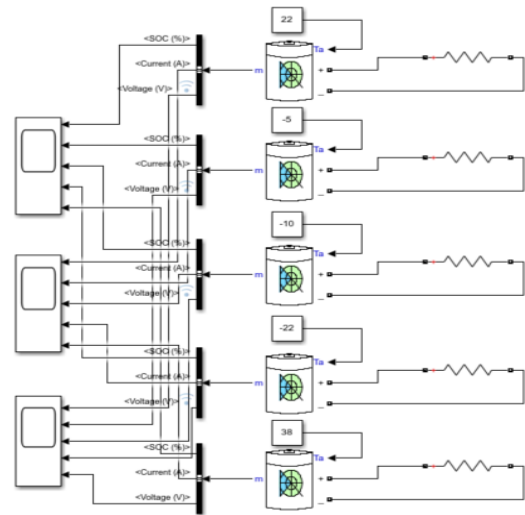 22
<SOC (%)>
Ta
<Current (A)>
m
+
<Voltage (V)>
_
-5
<SOC (%)>
Ta
<Current (A)>
m
+
<Voltage (V)>
_
-10
<SOC (%)>
Ta
<Current (A)>
m
+
<Voltage (V)>
_
-22
<SOC (%)>
Ta
<Current (A)>
m
+
<Voltage (V)>
_
38
<SOC (%)>
Ta
<Current (A)>
m
+
<Voltage (V)>
_